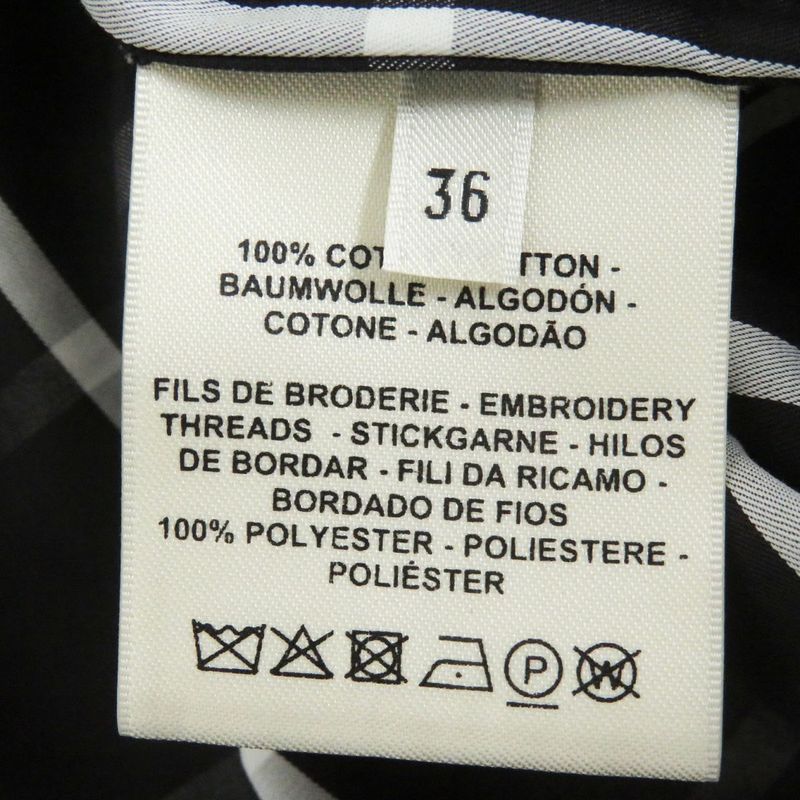 36
100% COT TTON -
BAUMWOLLE - ALGODÓN -
COTONE - ALGODÃO
FILS DE BRODERIE - EMBROIDERY
THREADS - STICKGARNE - HILOS
DE BORDAR - FILI DA RICAMO -
BORDADO DE FIOS
100% POLYESTER - POLIESTERE -
POLIÉSTER
P W